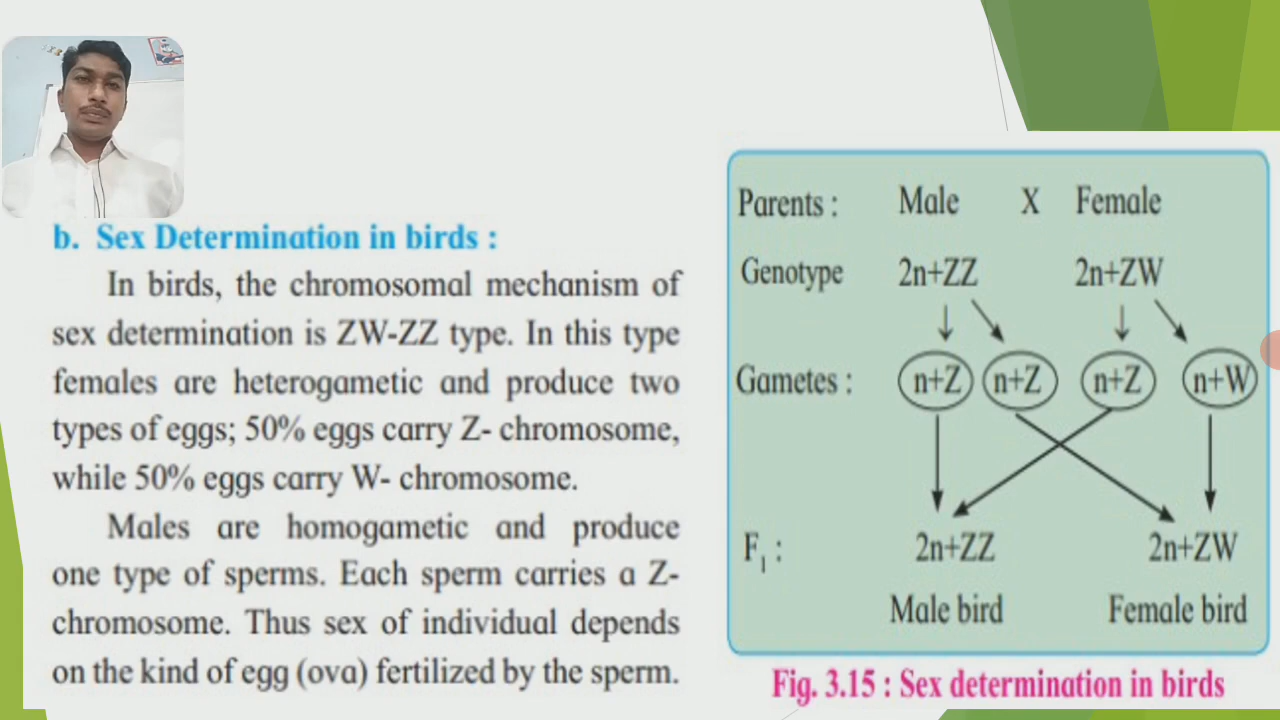 b. Sex Determination in birds :
In birds, the chromosomal mechanism of
sex determination is ZW-ZZ type. In this type
females are heterogametic and produce two
types of eggs; 50% eggs carry Z- chromosome,
while 50% eggs carry W- chromosome.
Males are homogametic and produce
one type of sperms. Each sperm carries a Z-
chromosome. Thus sex of individual depends
on the kind of egg (ova) fertilized by the sperm.
Parents : Male X Female
Genotype 2n+ZZ 2n+ZW
Gametes : n+Z n+Z n+Z n+W
F₁ : 2n+ZZ 2n+ZW
Male bird Female bird
Fig. 3.15 : Sex determination in birds